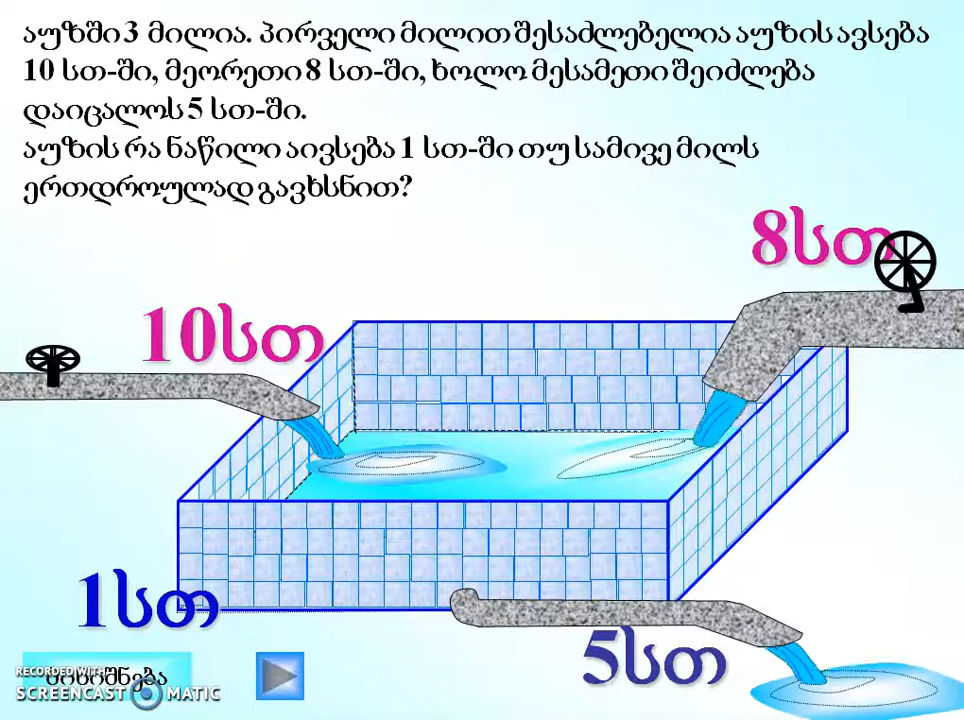 აუზში 3 მილია. პირველი მილით შესაძლებელია აუზის ავსება
10 სთ-ში, მეორეთი 8 სთ-ში, ხოლო მესამეთი შეიძლება
დაიცალოს 5 სთ-ში.
აუზის რა ნაწილი აივსება 1 სთ-ში თუ სამივე მილს
ერთდროულად გავხსნით?
8სთ
10სთ
1სთ
5სთ
RECORDED WITH
SCREENCAST MATIC